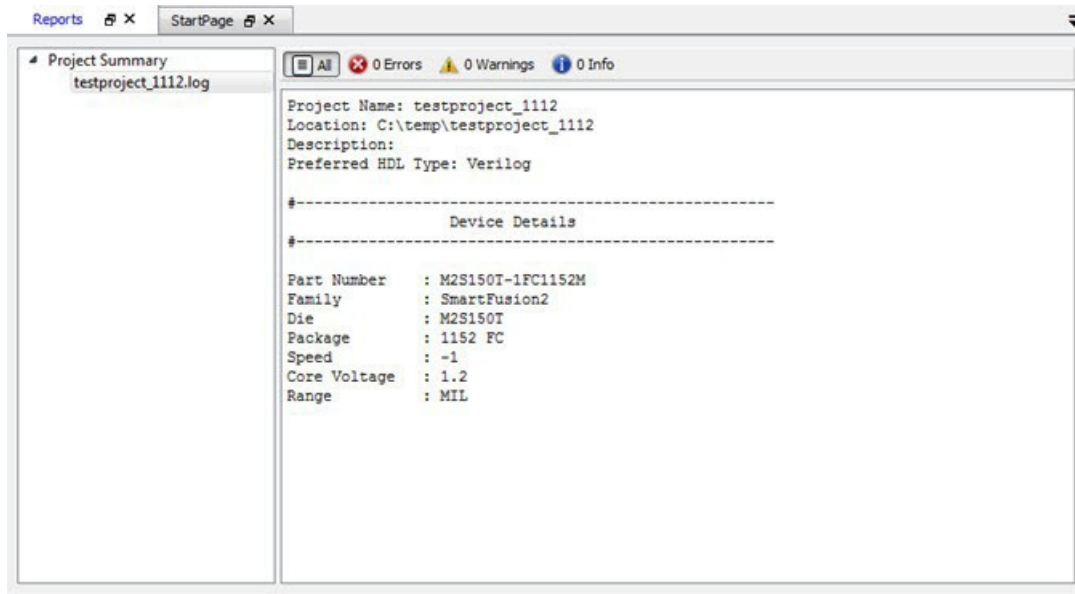 Reports StartPage
Project Summary
testproject_1112.log
All 0 Errors 0 Warnings 0 Info
Project Name: testproject_1112
Location: C:\temp\testproject_1112
Description:
Preferred HDL Type: Verilog
#-----------------------------------------------------
Device Details
#-----------------------------------------------------
Part Number : M2S150T-1FC1152M
Family : SmartFusion2
Die : M2S150T
Package : 1152 FC
Speed : -1
Core Voltage : 1.2
Range : MIL